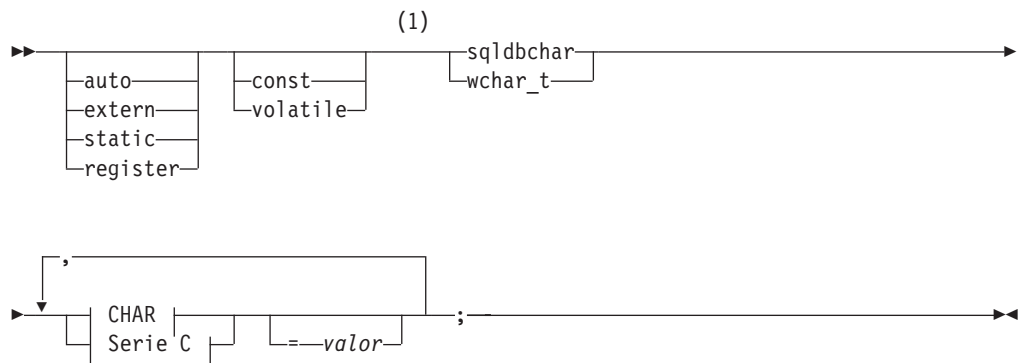 (1)
sqldbchar
auto const wchar_t
extern volatile
static
register
,
CHAR ;
Serie C = valor